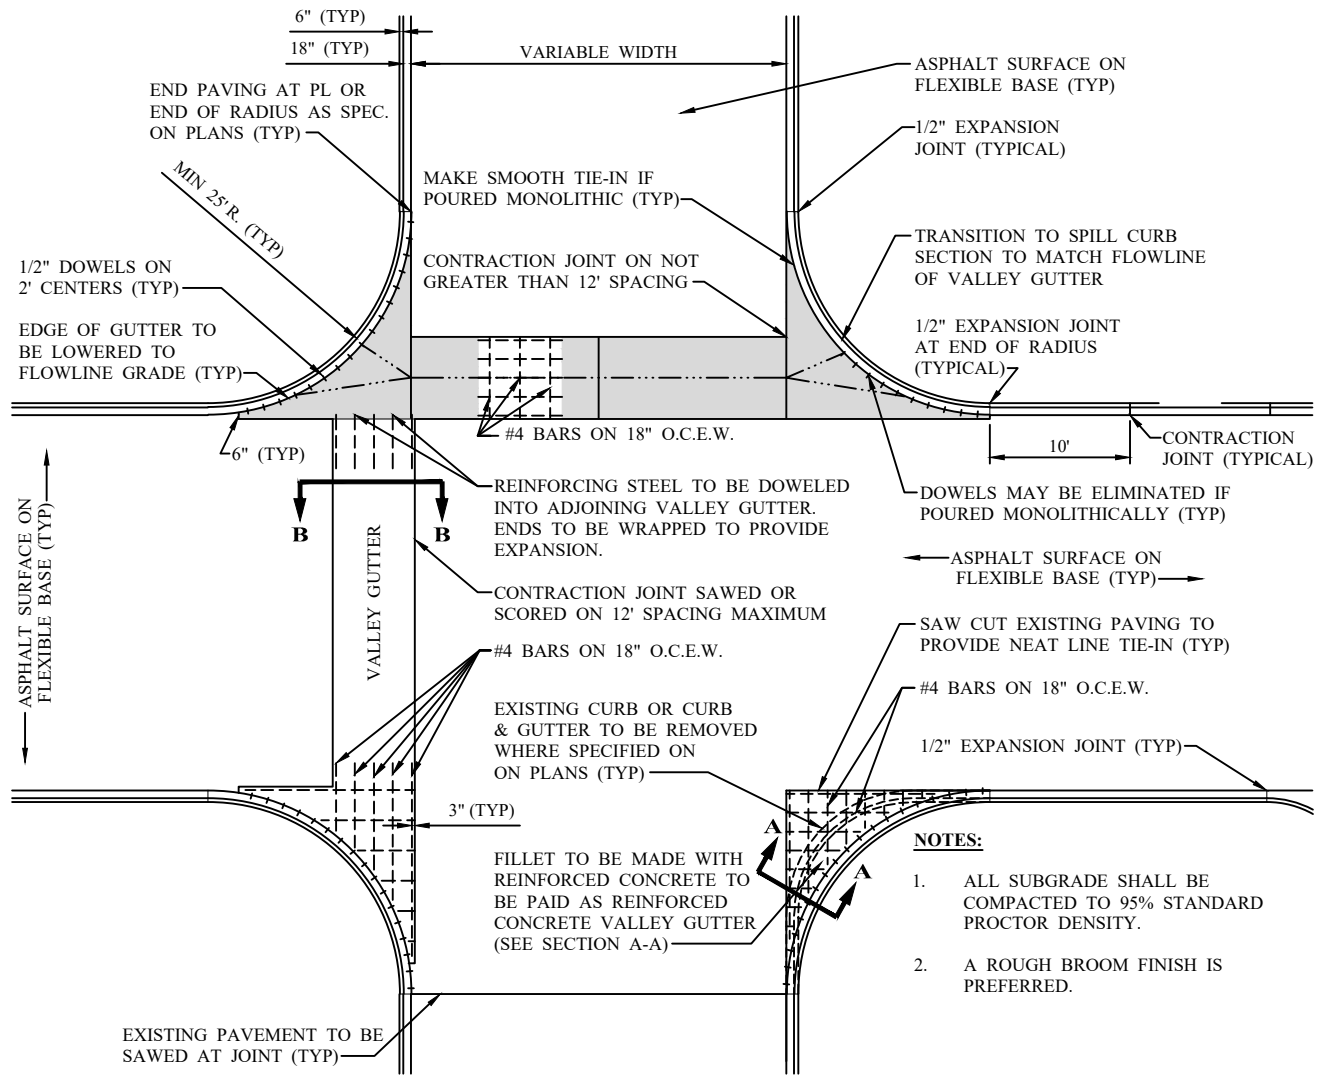 6" (TYP)
18" (TYP)
VARIABLE WIDTH
ASPHALT SURFACE ON
FLEXIBLE BASE (TYP)
END PAVING AT PL OR
END OF RADIUS AS SPEC.
ON PLANS (TYP)
1/2" EXPANSION
JOINT (TYPICAL)
MIN 25' R. (TYP)
MAKE SMOOTH TIE-IN IF
POURED MONOLITHIC (TYP)
TRANSITION TO SPILL CURB
SECTION TO MATCH FLOWLINE
OF VALLEY GUTTER
1/2" DOWELS ON
2' CENTERS (TYP)
CONTRACTION JOINT ON NOT
GREATER THAN 12' SPACING
EDGE OF GUTTER TO
BE LOWERED TO
FLOWLINE GRADE (TYP)
1/2" EXPANSION JOINT
AT END OF RADIUS
(TYPICAL)
6" (TYP)
#4 BARS ON 18" O.C.E.W.
10'
CONTRACTION
JOINT (TYPICAL)
REINFORCING STEEL TO BE DOWELED
INTO ADJOINING VALLEY GUTTER.
ENDS TO BE WRAPPED TO PROVIDE
EXPANSION.
DOWELS MAY BE ELIMINATED IF
POURED MONOLITHICALLY (TYP)
B
B
ASPHALT SURFACE ON
FLEXIBLE BASE (TYP)
VALLEY GUTTER
ASPHALT SURFACE ON
FLEXIBLE BASE (TYP)
CONTRACTION JOINT SAWED OR
SCORED ON 12' SPACING MAXIMUM
SAW CUT EXISTING PAVING TO
PROVIDE NEAT LINE TIE-IN (TYP)
#4 BARS ON 18" O.C.E.W.
#4 BARS ON 18" O.C.E.W.
EXISTING CURB OR CURB
& GUTTER TO BE REMOVED
WHERE SPECIFIED ON
ON PLANS (TYP)
1/2" EXPANSION JOINT (TYP)
3" (TYP)
A
A
FILLET TO BE MADE WITH
REINFORCED CONCRETE TO
BE PAID AS REINFORCED
CONCRETE VALLEY GUTTER
(SEE SECTION A-A)
NOTES:
1. ALL SUBGRADE SHALL BE
COMPACTED TO 95% STANDARD
PROCTOR DENSITY.
2. A ROUGH BROOM FINISH IS
PREFERRED.
EXISTING PAVEMENT TO BE
SAWED AT JOINT (TYP)